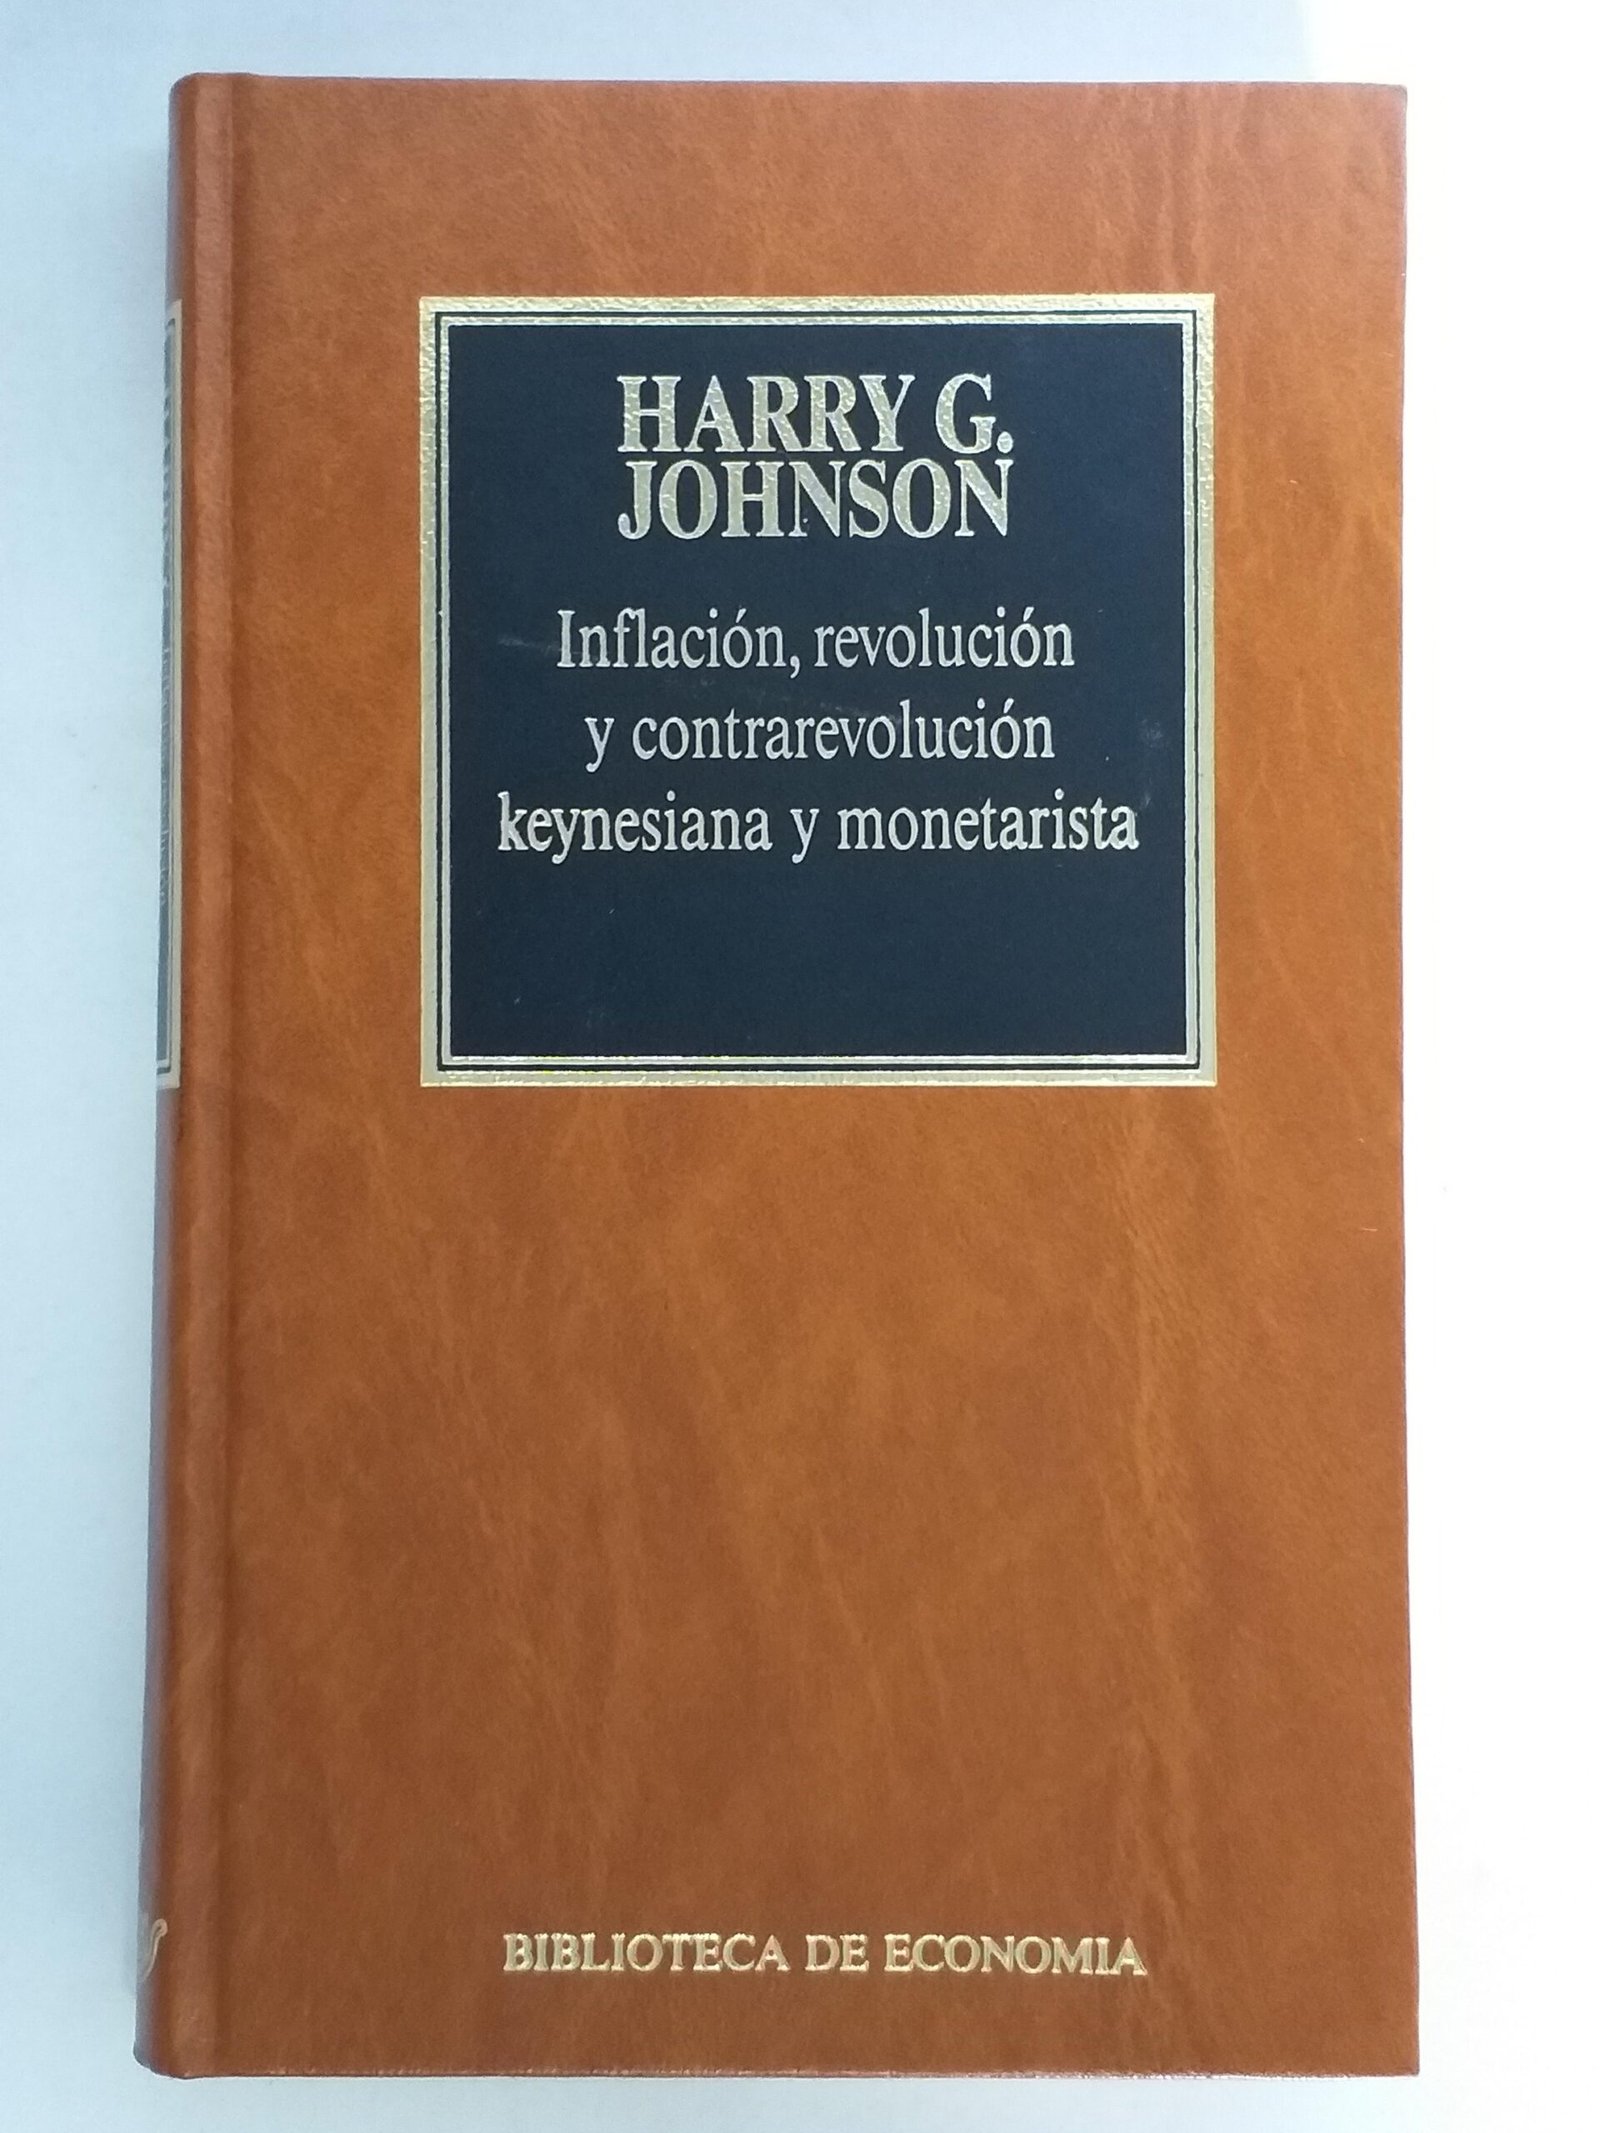 HARRY G.
JOHNSON
Inflación, revolución
y contrarevolución
keynesiana y monetarista
BIBLIOTECA DE ECONOMIA